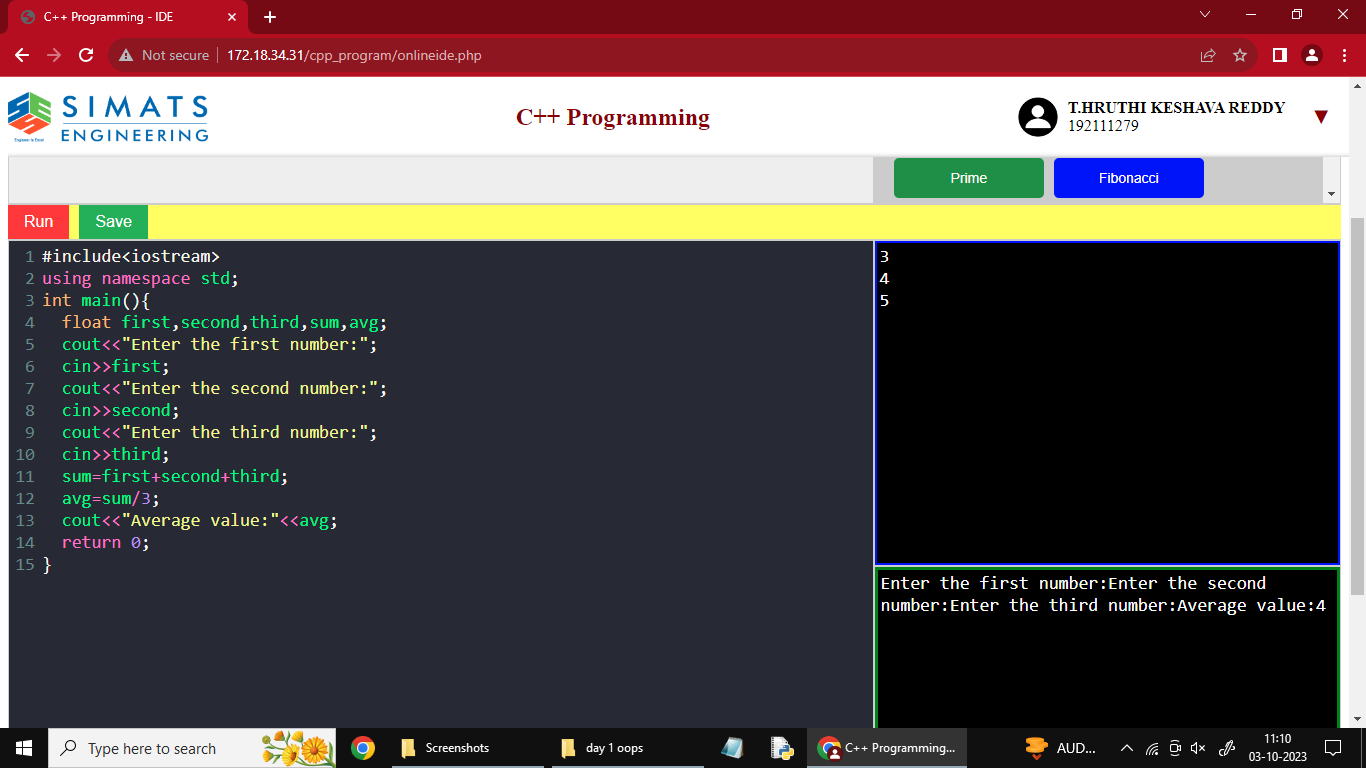 C++ Programming - IDE
Not secure 172.18.34.31/cpp_program/onlineide.php
SIMATS
ENGINEERING
Engineer to Excel
C++ Programming
T.HRUTHI KESHAVA REDDY
192111279
Prime Fibonacci
Run Save
1 #include<iostream>
2 using namespace std;
3 int main(){
4 float first,second,third,sum,avg;
5 cout<<"Enter the first number:";
6 cin>>first;
7 cout<<"Enter the second number:";
8 cin>>second;
9 cout<<"Enter the third number:";
10 cin>>third;
11 sum=first+second+third;
12 avg=sum/3;
13 cout<<"Average value:"<<avg;
14 return 0;
15 }
3
4
5
Enter the first number:Enter the second
number:Enter the third number:Average value:4
Type here to search
Screenshots
day 1 oops
C++ Programming...
AUD...
11:10
03-10-2023